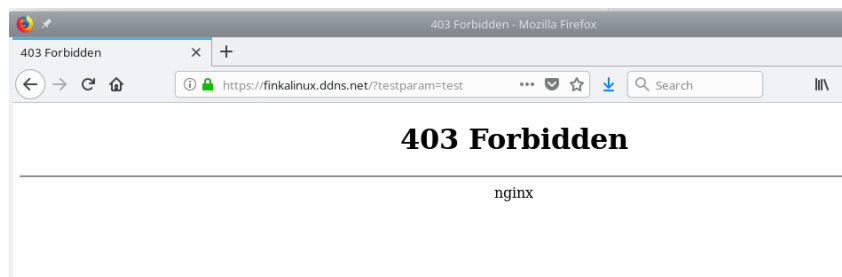 403 Forbidden - Mozilla Firefox
403 Forbidden
https://finkalinux.ddns.net/?testparam=test
Search
403 Forbidden
nginx